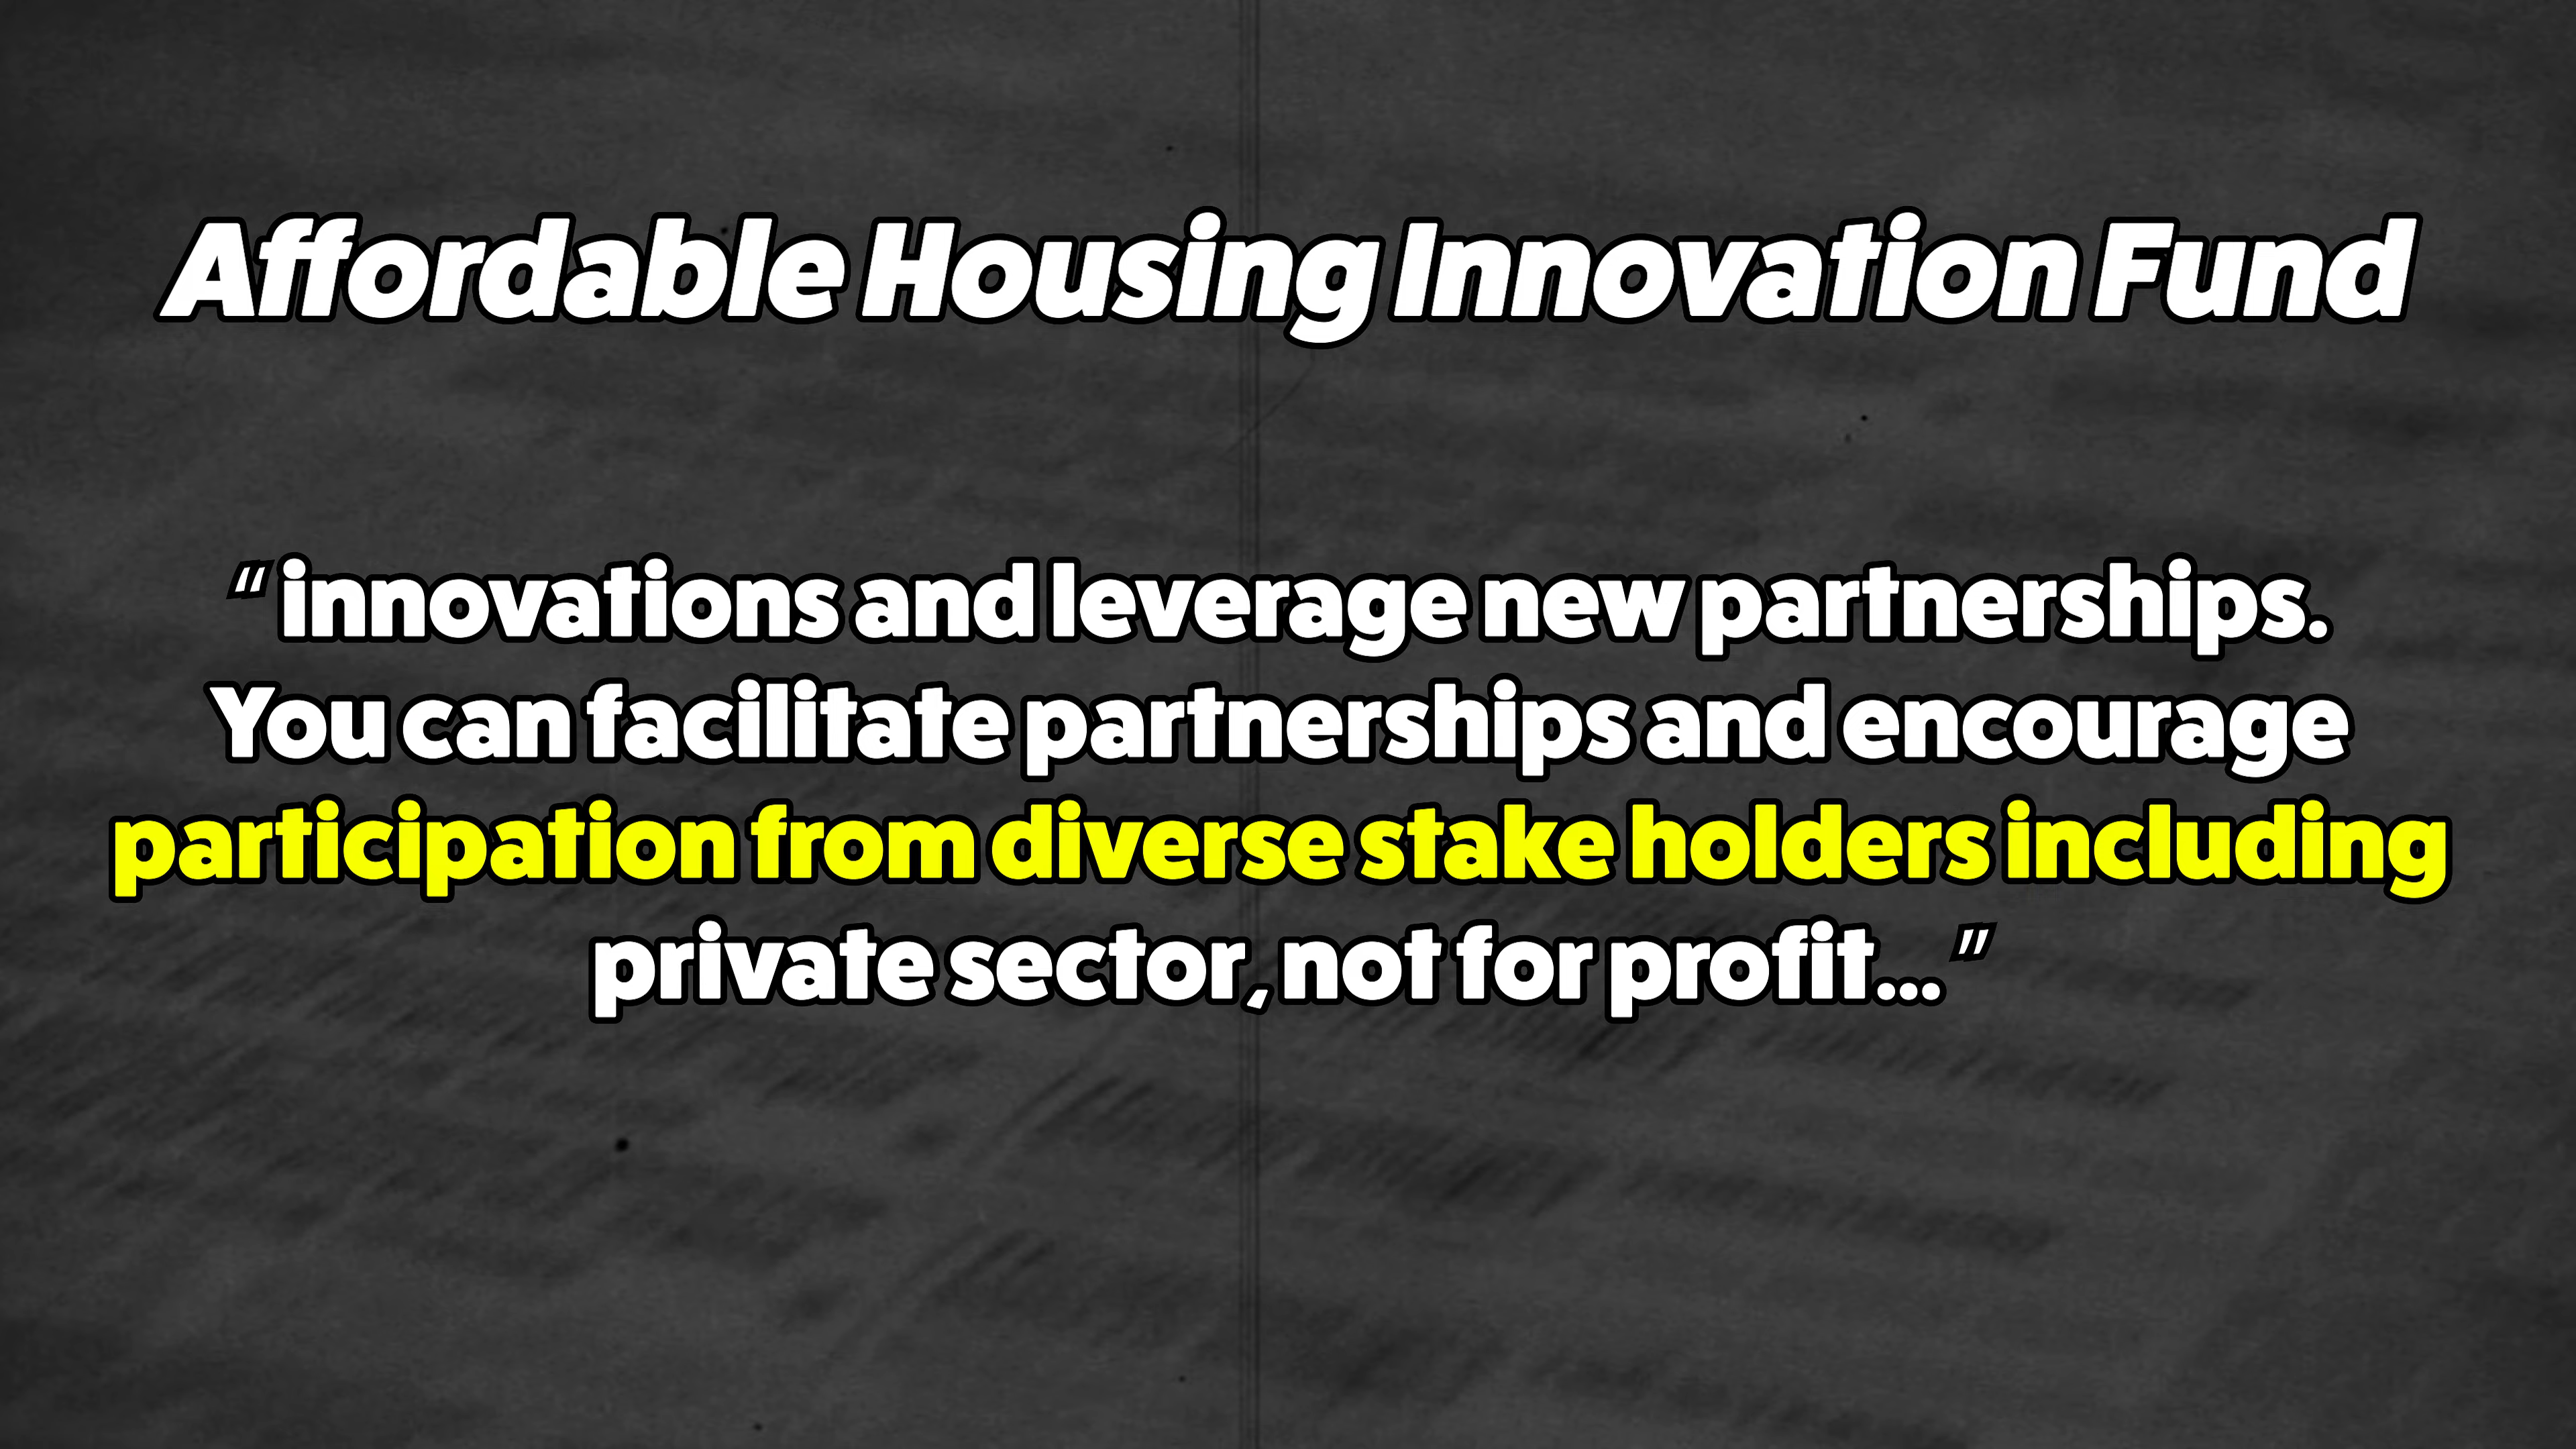 Affordable Housing Innovation Fund
“ innovations and leverage new partnerships.
You can facilitate partnerships and encourage
participation from diverse stake holders including
private sector, not for profit...”